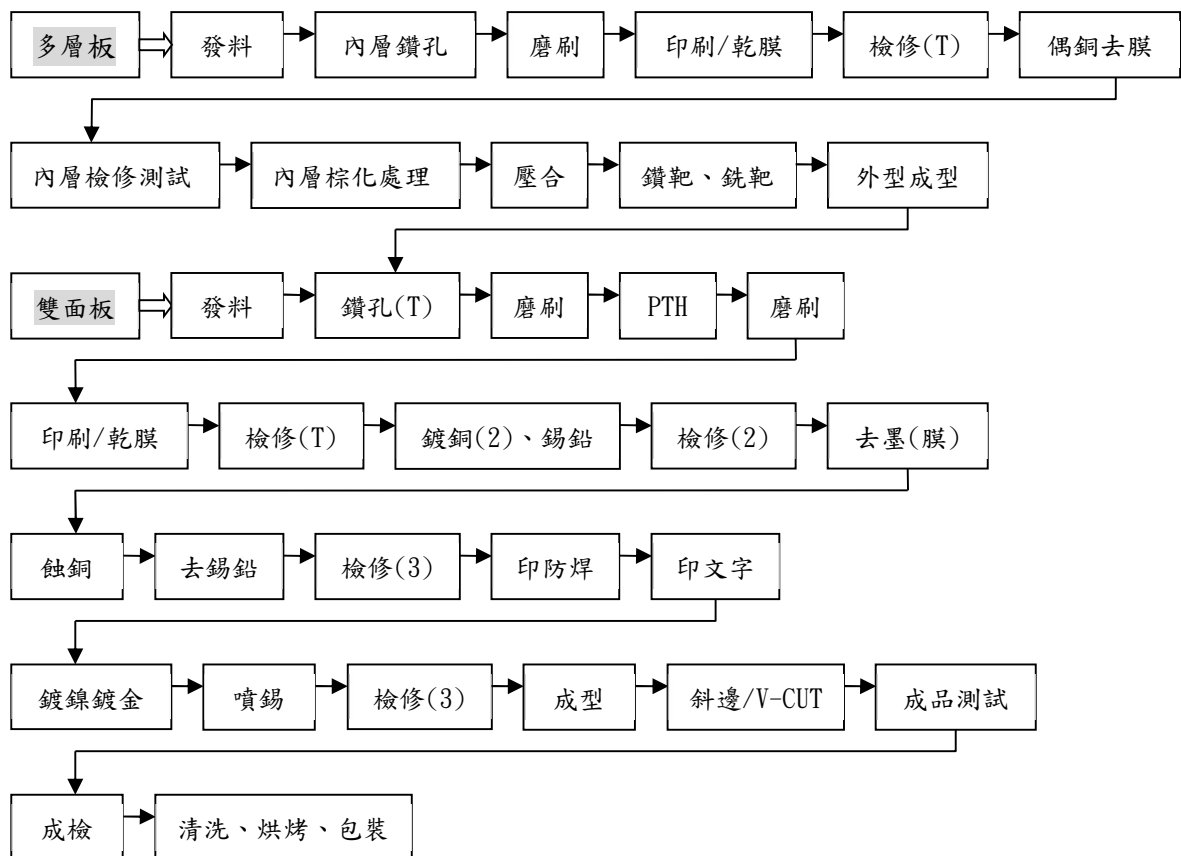 多層板 發料 內層鑽孔 磨刷 印刷/乾膜 檢修(T) 偶銅去膜
內層檢修測試 內層棕化處理 壓合 鑽靶、銑靶 外型成型
雙面板 發料 鑽孔(T) 磨刷 PTH 磨刷
印刷/乾膜 檢修(T) 鍍銅(2)、錫鉛 檢修(2) 去墨(膜)
蝕銅 去錫鉛 檢修(3) 印防焊 印文字
鍍鎳鍍金 噴錫 檢修(3) 成型 斜邊/V-CUT 成品測試
成檢 清洗、烘烤、包裝